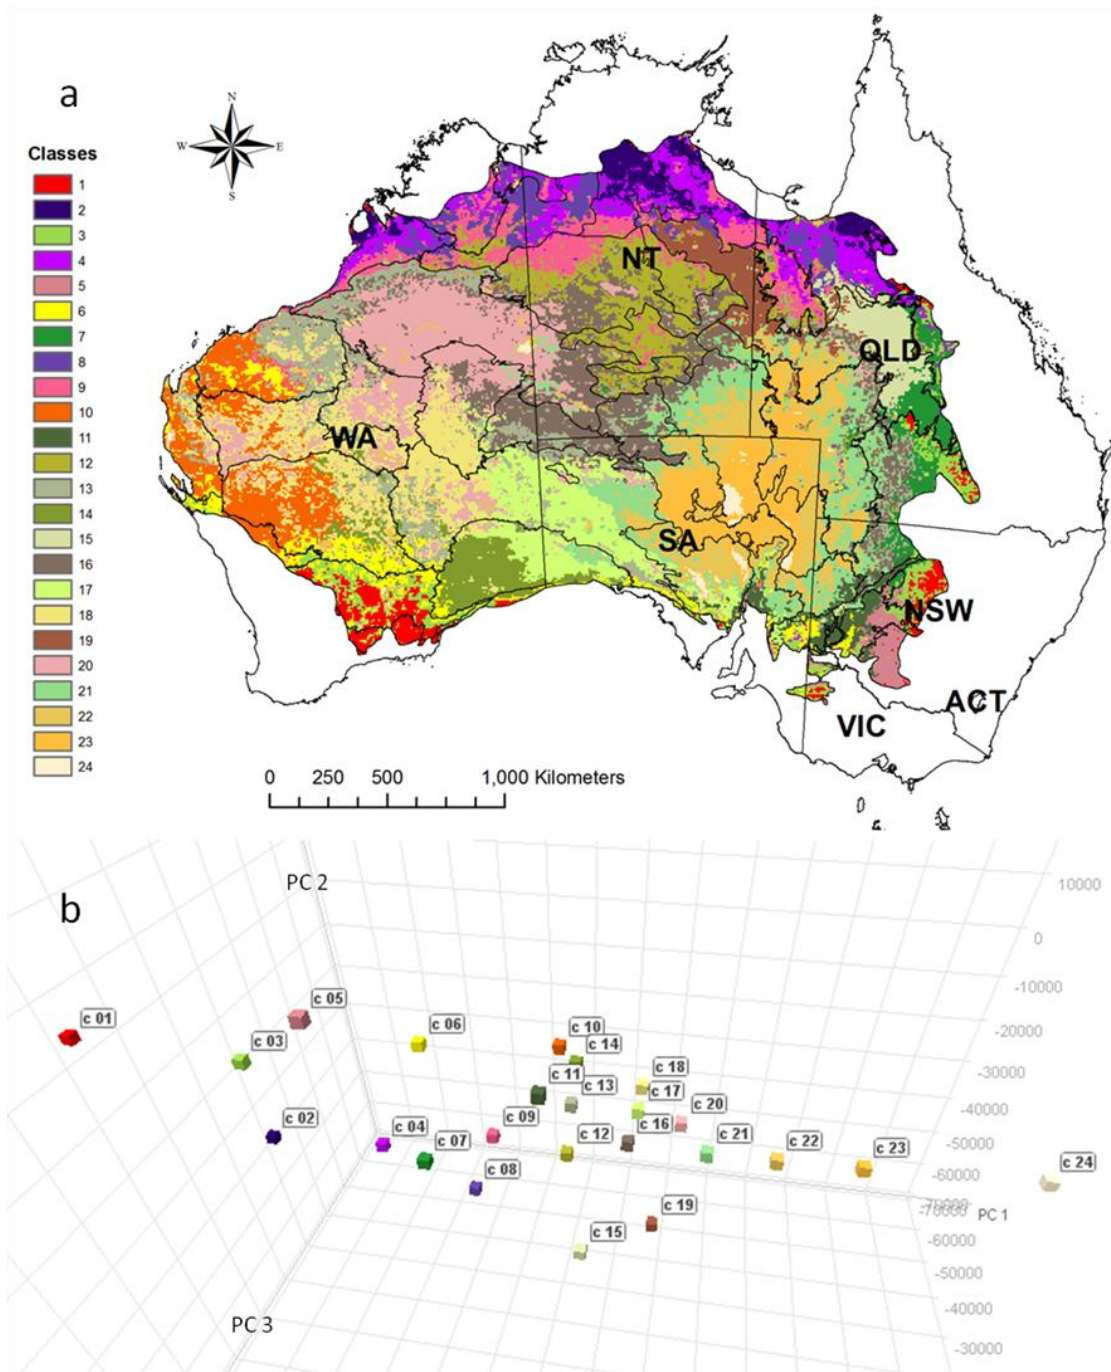 a
N
W E
S
Classes
1
2
3
4
5
6
7
8
9
10
11
12
13
14
15
16
17
18
19
20
21
22
23
24
NT
QLD
WA
SA
NSW
ACT
VIC
0 250 500 1,000 Kilometers
b
PC 2
10000
0
-10000
-20000
-30000
-40000
-50000
-60000
-70000
PC 1
-60000
-50000
-40000
-30000
PC 3
c 01
c 05
c 03
c 06
c 10
c 14
c 11
c 13
c 18
c 17
c 02
c 04
c 07
c 09
c 08
c 12
c 16
c 20
c 21
c 22
c 23
c 24
c 19
c 15